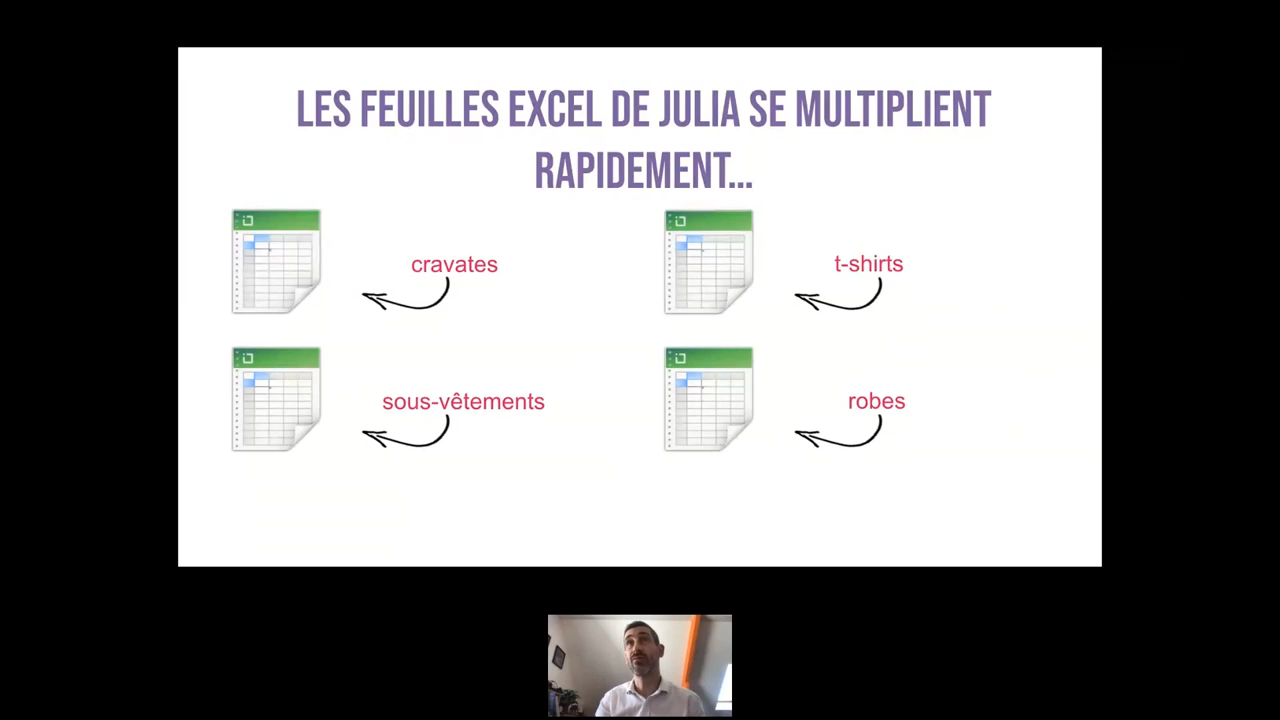 LES FEUILLES EXCEL DE JULIA SE MULTIPLIENT
RAPIDEMENT...
cravates
t-shirts
sous-vêtements
robes